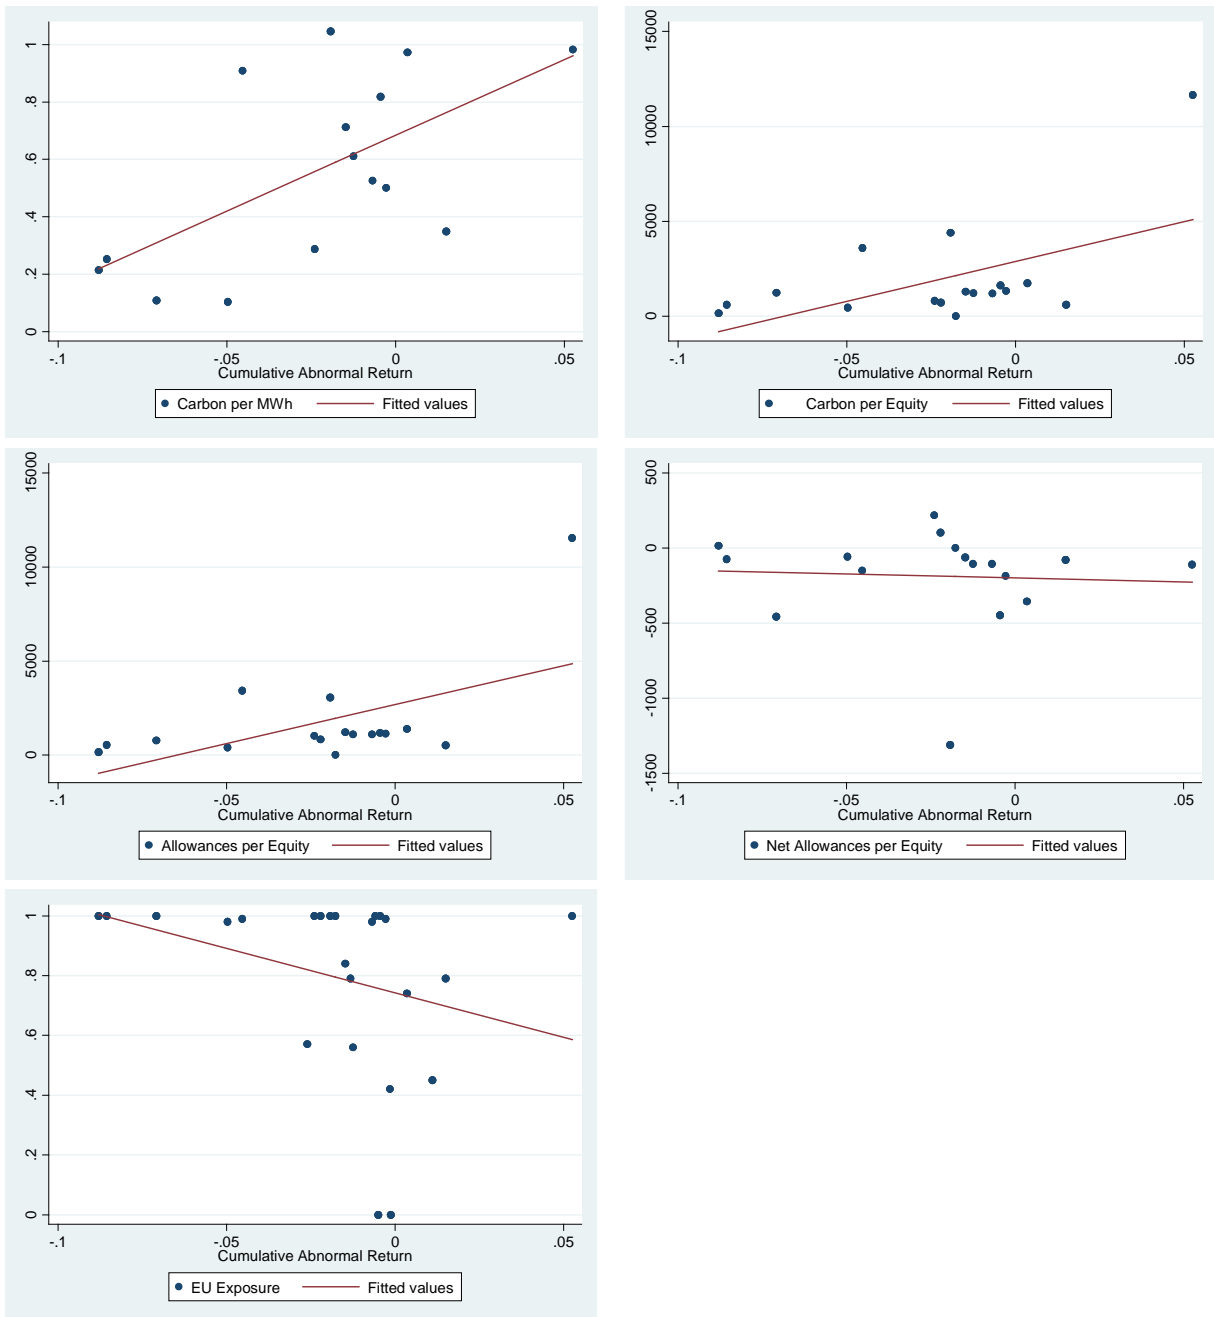 1
.8
.6
.4
.2
0
-.1 -.05 0 .05
Cumulative Abnormal Return
Carbon per MWh Fitted values
15000
10000
5000
0
-.1 -.05 0 .05
Cumulative Abnormal Return
Carbon per Equity Fitted values
15000
10000
5000
0
-.1 -.05 0 .05
Cumulative Abnormal Return
Allowances per Equity Fitted values
500
0
-500
-1000
-1500
-.1 -.05 0 .05
Cumulative Abnormal Return
Net Allowances per Equity Fitted values
1
.8
.6
.4
.2
0
-.1 -.05 0 .05
Cumulative Abnormal Return
EU Exposure Fitted values